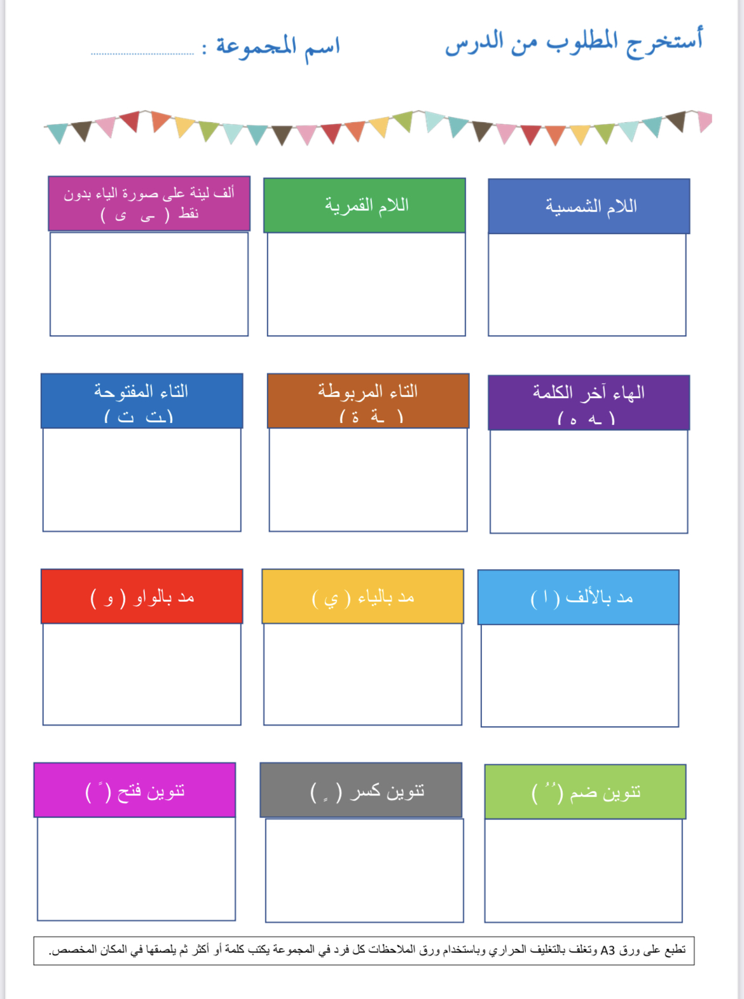 أستخرج المطلوب من الدرس
اسم المجموعة : ......................................
اللام الشمسية
اللام القمرية
ألف لينة على صورة الياء بدون
نقط ( ـى ى )
الهاء آخر الكلمة
( ـه ه )
التاء المربوطة
( ـة ة )
التاء المفتوحة
(ـت ت )
مد بالألف ( ا )
مد بالياء ( ي )
مد بالواو ( و )
تنوين ضم ( ُ ُ )
تنوين كسر ( ٍ )
تنوين فتح ( ً )
تطبع على ورق A3 وتغلف بالتغليف الحراري وباستخدام ورق الملاحظات كل فرد في المجموعة يكتب كلمة أو أكثر ثم يلصقها في المكان المخصص.